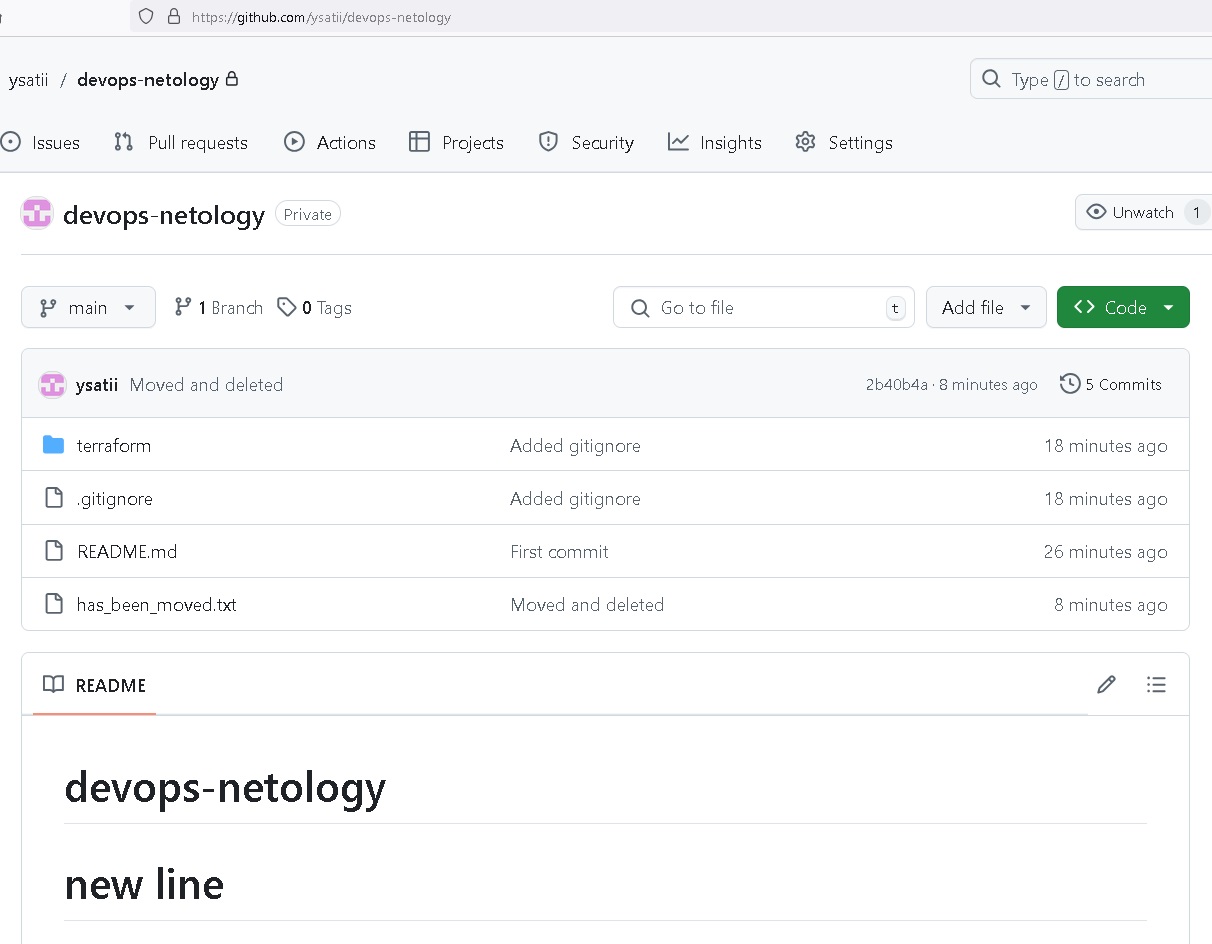 https://github.com/ysatii/devops-netology
ysatii / devops-netology
Type / to search
Issues Pull requests Actions Projects Security Insights Settings
devops-netology Private Unwatch 1
main 1 Branch 0 Tags Go to file t Add file Code
ysatii Moved and deleted 2b40b4a · 8 minutes ago 5 Commits
terraform Added gitignore 18 minutes ago
.gitignore Added gitignore 18 minutes ago
README.md First commit 26 minutes ago
has_been_moved.txt Moved and deleted 8 minutes ago
README
devops-netology
new line